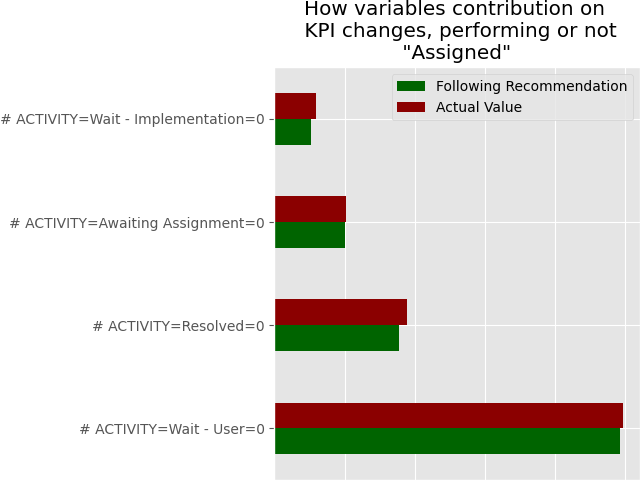 How variables contribution on
KPI changes, performing or not
"Assigned"
Following Recommendation
Actual Value
# ACTIVITY=Wait - Implementation=0
# ACTIVITY=Awaiting Assignment=0
# ACTIVITY=Resolved=0
# ACTIVITY=Wait - User=0